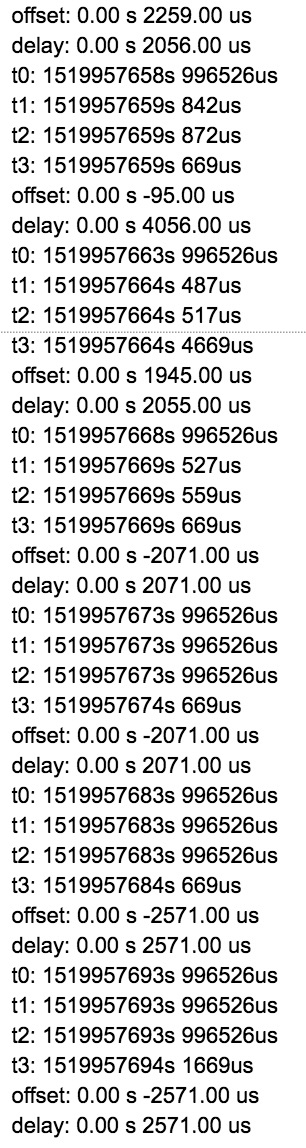 offset: 0.00 s 2259.00 us
delay: 0.00 s 2056.00 us
t0: 1519957658s 996526us
t1: 1519957659s 842us
t2: 1519957659s 872us
t3: 1519957659s 669us
offset: 0.00 s -95.00 us
delay: 0.00 s 4056.00 us
t0: 1519957663s 996526us
t1: 1519957664s 487us
t2: 1519957664s 517us
t3: 1519957664s 4669us
offset: 0.00 s 1945.00 us
delay: 0.00 s 2055.00 us
t0: 1519957668s 996526us
t1: 1519957669s 527us
t2: 1519957669s 559us
t3: 1519957669s 669us
offset: 0.00 s -2071.00 us
delay: 0.00 s 2071.00 us
t0: 1519957673s 996526us
t1: 1519957673s 996526us
t2: 1519957673s 996526us
t3: 1519957674s 669us
offset: 0.00 s -2071.00 us
delay: 0.00 s 2071.00 us
t0: 1519957683s 996526us
t1: 1519957683s 996526us
t2: 1519957683s 996526us
t3: 1519957684s 669us
offset: 0.00 s -2571.00 us
delay: 0.00 s 2571.00 us
t0: 1519957693s 996526us
t1: 1519957693s 996526us
t2: 1519957693s 996526us
t3: 1519957694s 1669us
offset: 0.00 s -2571.00 us
delay: 0.00 s 2571.00 us